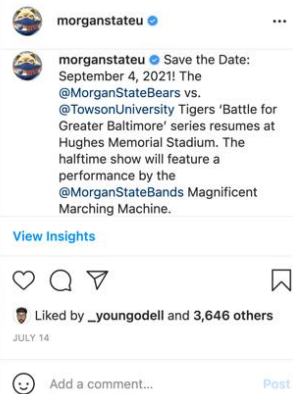 morganstateu
morganstateu Save the Date:
September 4, 2021! The
@MorganStateBears vs.
@TowsonUniversity Tigers ‘Battle for
Greater Baltimore’ series resumes at
Hughes Memorial Stadium. The
halftime show will feature a
performance by the
@MorganStateBands Magnificent
Marching Machine.
View Insights
Liked by _youngodell and 3,646 others
JULY 14
Add a comment...
Post